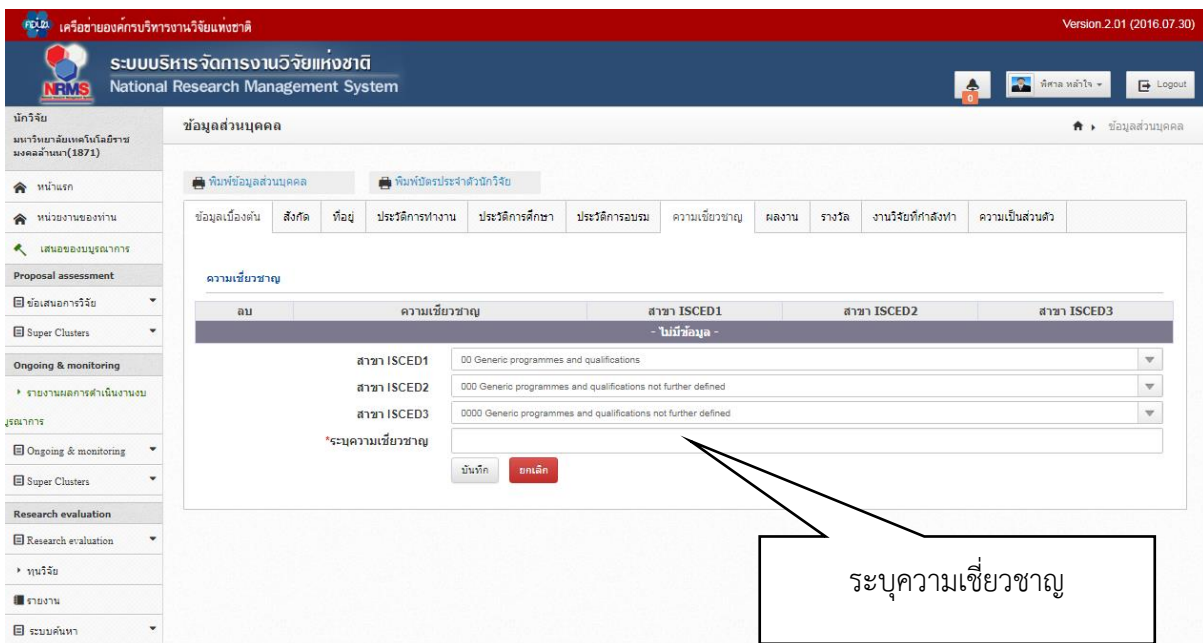 คอบช. เครือข่ายองค์กรบริหารงานวิจัยแห่งชาติ
Version.2.01 (2016.07.30)
NRMS
ระบบบริหารจัดการงานวิจัยแห่งชาติ
National Research Management System
0
พิศาล หล้าใจ
Logout
นักวิจัย
มหาวิทยาลัยเทคโนโลยีราช
มงคลล้านนา(1871)
หน้าแรก
หน่วยงานของท่าน
เสนอของบบูรณาการ
Proposal assessment
ข้อเสนอการวิจัย
Super Clusters
Ongoing & monitoring
รายงานผลการดำเนินงานงบ
บูรณาการ
Ongoing & monitoring
Super Clusters
Research evaluation
Research evaluation
ทุนวิจัย
รายงาน
ระบบค้นหา
ข้อมูลส่วนบุคคล
ข้อมูลส่วนบุคคล
พิมพ์ข้อมูลส่วนบุคคล
พิมพ์บัตรประจำตัวนักวิจัย
ข้อมูลเบื้องต้น สังกัด ที่อยู่ ประวัติการทำงาน ประวัติการศึกษา ประวัติการอบรม ความเชี่ยวชาญ ผลงาน รางวัล งานวิจัยที่กำลังทำ ความเป็นส่วนตัว
ความเชี่ยวชาญ
ลบ ความเชี่ยวชาญ สาขา ISCED1 สาขา ISCED2 สาขา ISCED3
- ไม่มีข้อมูล -
สาขา ISCED1 00 Generic programmes and qualifications
สาขา ISCED2 000 Generic programmes and qualifications not further defined
สาขา ISCED3 0000 Generic programmes and qualifications not further defined
*ระบุความเชี่ยวชาญ
บันทึก ยกเลิก
ระบุความเชี่ยวชาญ